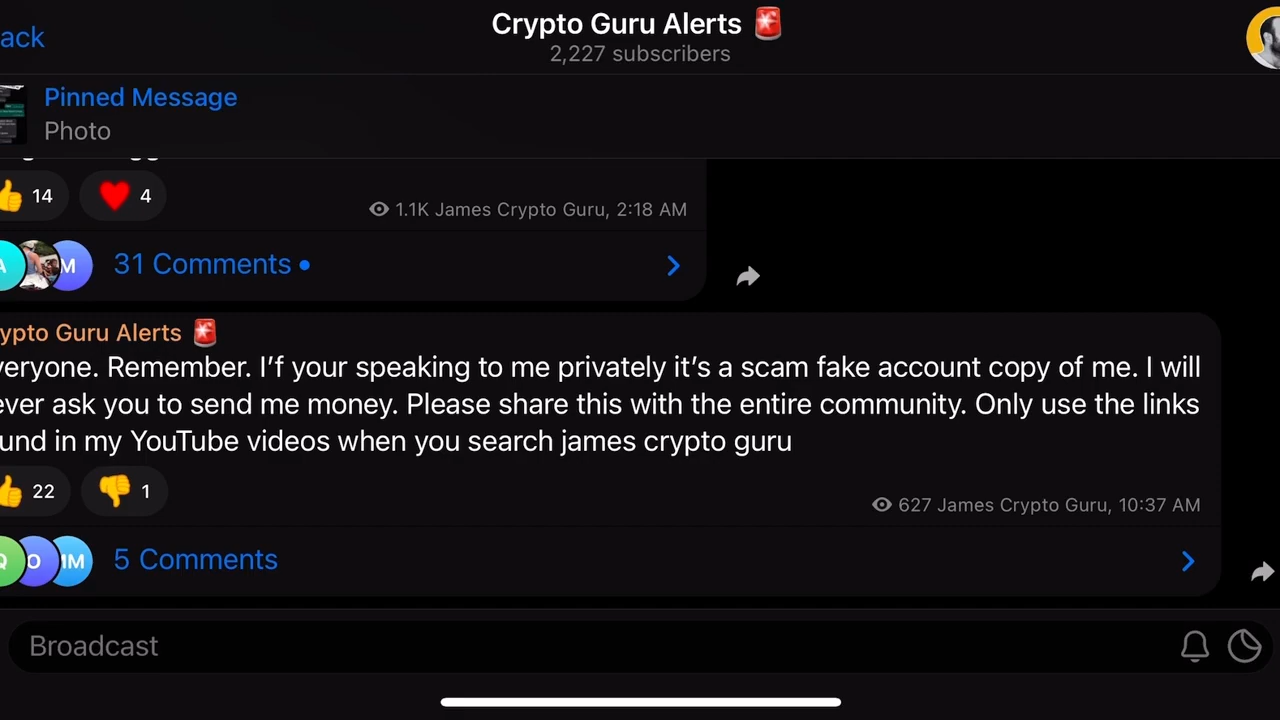 ack
Crypto Guru Alerts 🚨
2,227 subscribers
Pinned Message
Photo
14
4
1.1K James Crypto Guru, 2:18 AM
A
M
31 Comments
ypto Guru Alerts 🚨
veryone. Remember. I’f your speaking to me privately it’s a scam fake account copy of me. I will
ever ask you to send me money. Please share this with the entire community. Only use the links
und in my YouTube videos when you search james crypto guru
22
1
627 James Crypto Guru, 10:37 AM
Q
O
MM
5 Comments
Broadcast